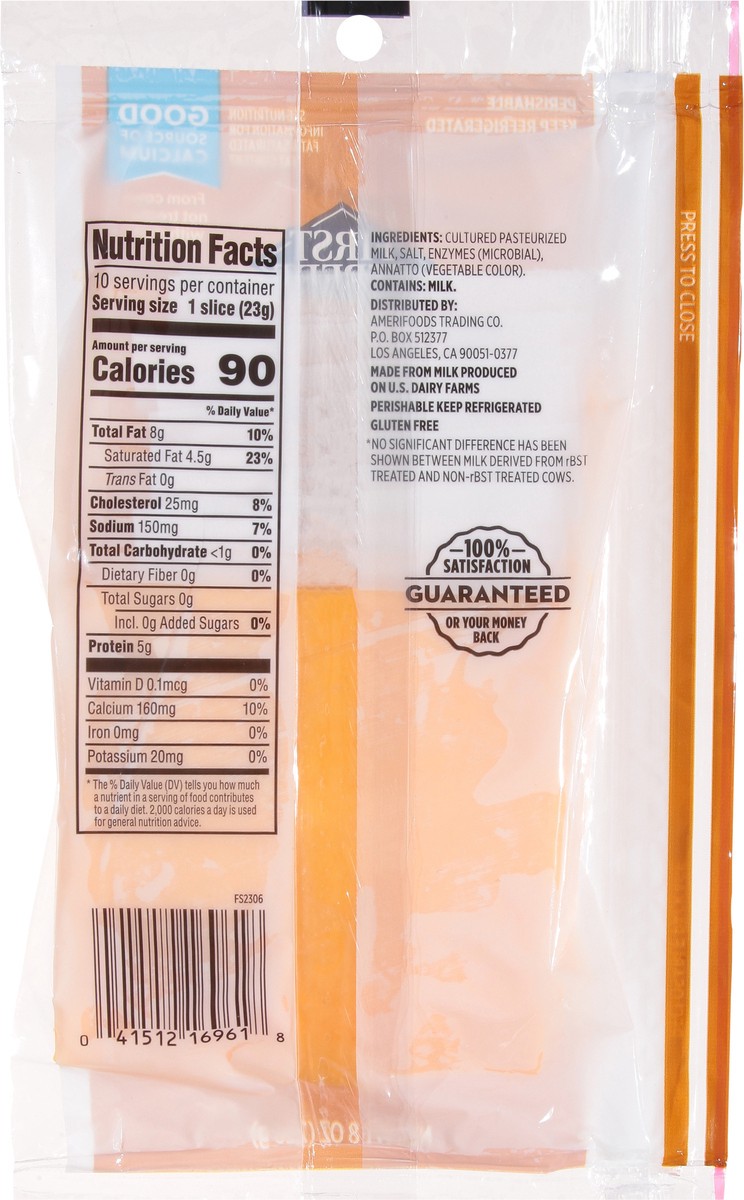 GOOD
SOURCE OF
CALCIUM
PERISHABLE
KEEP REFRIGERATED
Nutrition Facts
10 servings per container
Serving size 1 slice (23g)
Amount per serving
Calories 90
% Daily Value*
Total Fat 8g 10%
Saturated Fat 4.5g 23%
Trans Fat 0g
Cholesterol 25mg 8%
Sodium 150mg 7%
Total Carbohydrate <1g 0%
Dietary Fiber 0g 0%
Total Sugars 0g
Incl. 0g Added Sugars 0%
Protein 5g
Vitamin D 0.1mcg 0%
Calcium 160mg 10%
Iron 0mg 0%
Potassium 20mg 0%
* The % Daily Value (DV) tells you how much
a nutrient in a serving of food contributes
to a daily diet. 2,000 calories a day is used
for general nutrition advice.
FS2306
0 41512 16961 8
INGREDIENTS: CULTURED PASTEURIZED
MILK, SALT, ENZYMES (MICROBIAL),
ANNATTO (VEGETABLE COLOR).
CONTAINS: MILK.
DISTRIBUTED BY:
AMERIFOODS TRADING CO.
P.O. BOX 512377
LOS ANGELES, CA 90051-0377
MADE FROM MILK PRODUCED
ON U.S. DAIRY FARMS
PERISHABLE KEEP REFRIGERATED
GLUTEN FREE
*NO SIGNIFICANT DIFFERENCE HAS BEEN
SHOWN BETWEEN MILK DERIVED FROM rBST
TREATED AND NON-rBST TREATED COWS.
100%
SATISFACTION
GUARANTEED
OR YOUR MONEY
BACK
PRESS TO CLOSE